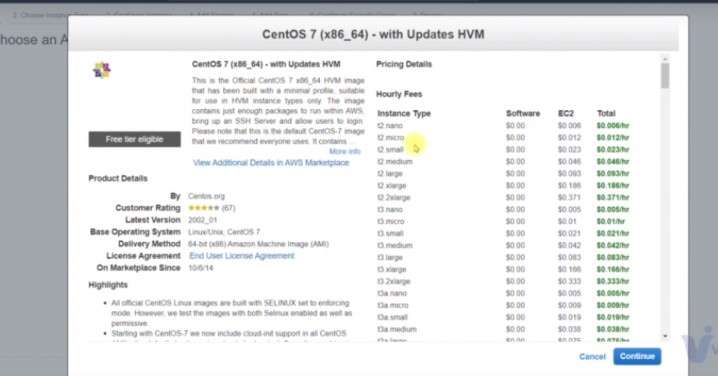 2. Choose Instance Type
hoose an A
CentOS 7 (x86_64) - with Updates HVM
Free tier eligible
CentOS 7 (x86_64) - with Updates HVM
This is the Official CentOS 7 x86_64 HVM image
that has been built with a minimal profile, suitable
for use in HVM instance types only. The image
contains just enough packages to run within AWS,
bring up an SSH Server and allow users to login.
Please note that this is the default CentOS-7 image
that we recommend everyone uses. It contains ...
More info
View Additional Details in AWS Marketplace
Product Details
By Centos.org
Customer Rating (67)
Latest Version 2002_01
Base Operating System Linux/Unix, CentOS 7
Delivery Method 64-bit (x86) Amazon Machine Image (AMI)
License Agreement End User License Agreement
On Marketplace Since 10/6/14
Highlights
• All official CentOS Linux images are built with SELINUX set to enforcing
mode. However, we test the images with both Selinux enabled as well as
permissive.
• Starting with CentOS-7 we now include cloud-init support in all CentOS
Pricing Details
Hourly Fees
Instance Type Software EC2 Total
t2.nano $0.00 $0.006 $0.006/hr
t2.micro $0.00 $0.012 $0.012/hr
t2.small $0.00 $0.023 $0.023/hr
t2.medium $0.00 $0.046 $0.046/hr
t2.large $0.00 $0.093 $0.093/hr
t2.xlarge $0.00 $0.186 $0.186/hr
t2.2xlarge $0.00 $0.371 $0.371/hr
t3.nano $0.00 $0.005 $0.005/hr
t3.micro $0.00 $0.01 $0.01/hr
t3.small $0.00 $0.021 $0.021/hr
t3.medium $0.00 $0.042 $0.042/hr
t3.large $0.00 $0.083 $0.083/hr
t3.xlarge $0.00 $0.166 $0.166/hr
t3.2xlarge $0.00 $0.333 $0.333/hr
t3a.nano $0.00 $0.005 $0.005/hr
t3a.micro $0.00 $0.009 $0.009/hr
t3a.small $0.00 $0.019 $0.019/hr
t3a.medium $0.00 $0.038 $0.038/hr
Cancel Continue